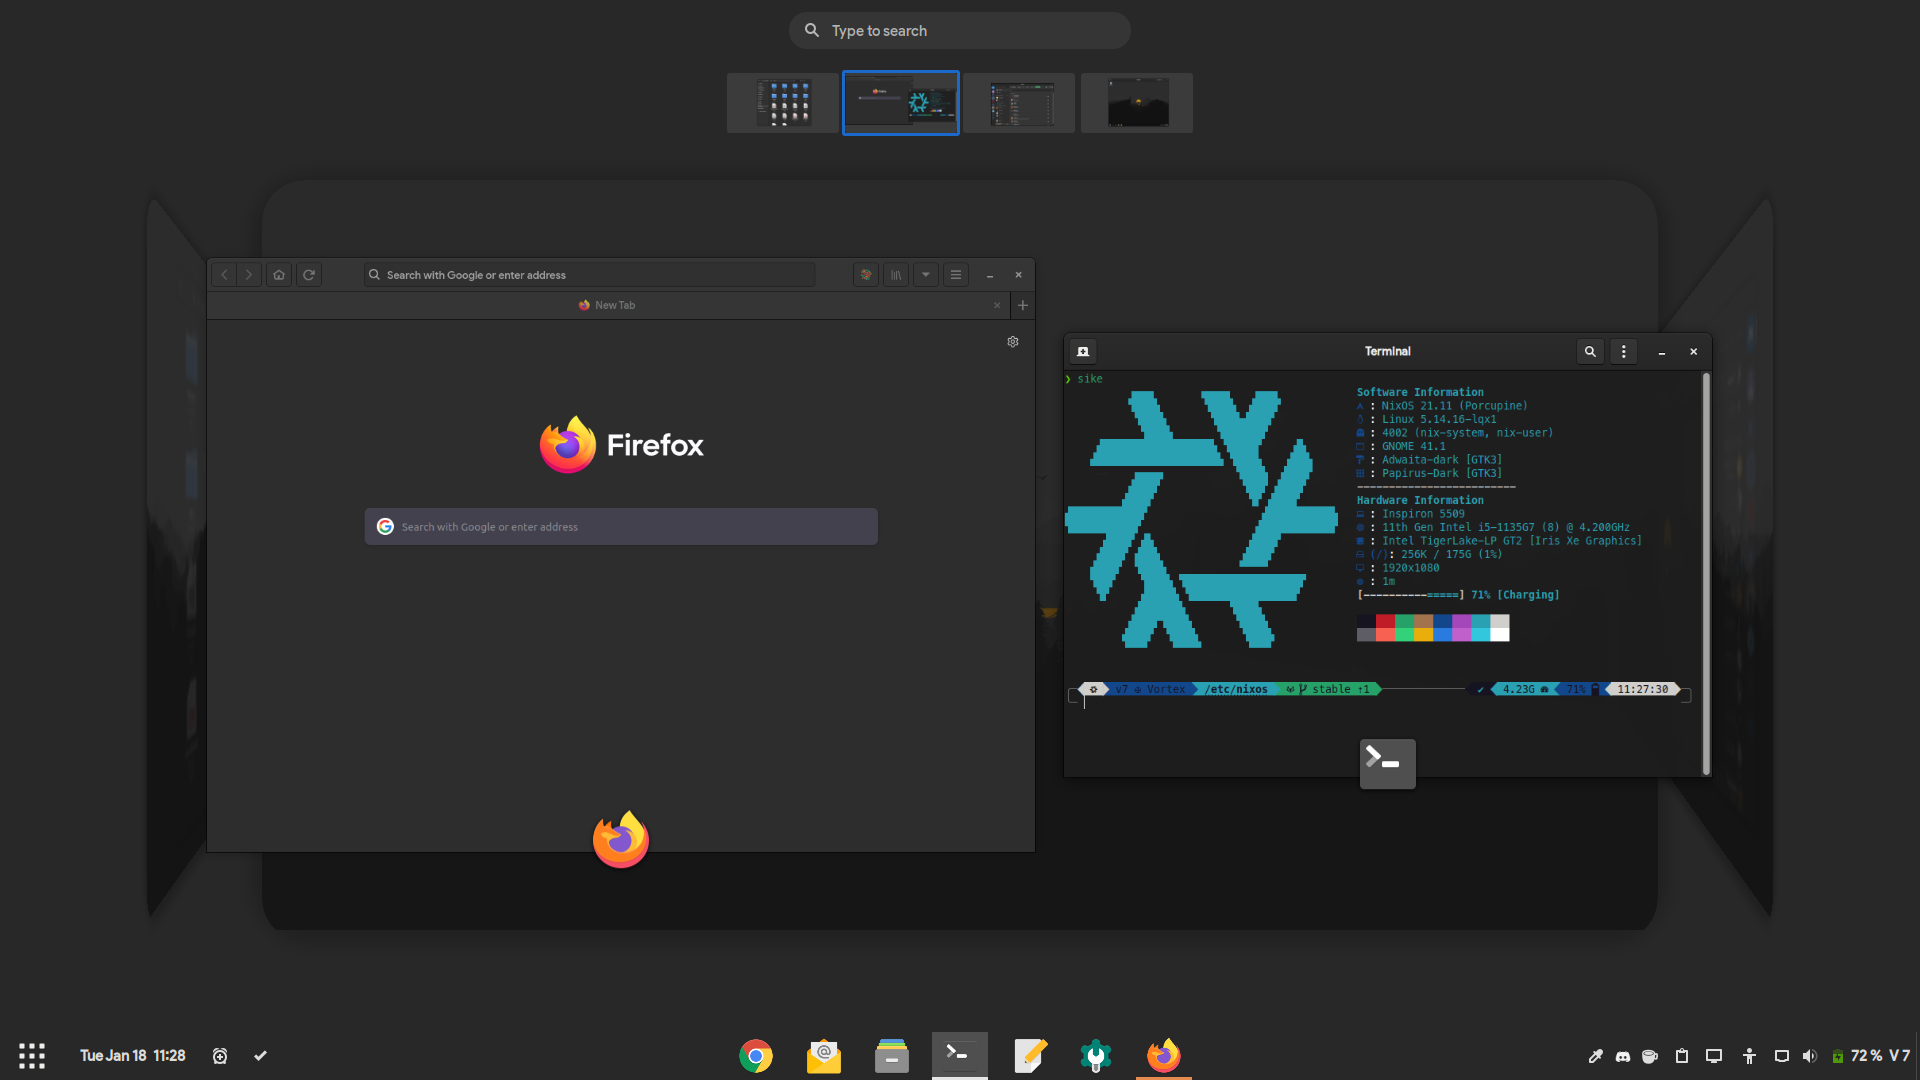 Type to search
Search with Google or enter address
New Tab
Firefox
Search with Google or enter address
Terminal
❯ sike
Software Information
: NixOS 21.11 (Porcupine)
: Linux 5.14.16-lqx1
: 4002 (nix-system, nix-user)
: GNOME 41.1
: Adwaita-dark [GTK3]
: Papirus-Dark [GTK3]
--------------------------
Hardware Information
: Inspiron 5509
: 11th Gen Intel i5-1135G7 (8) @ 4.200GHz
: Intel TigerLake-LP GT2 [Iris Xe Graphics]
(/): 256K / 175G (1%)
: 1920x1080
: 1m
[----------=====] 71% [Charging]
v7 Vortex /etc/nixos stable ↑1 ✔ 4.23G 71% 11:27:30
Tue Jan 18 11:28
72 % V 7